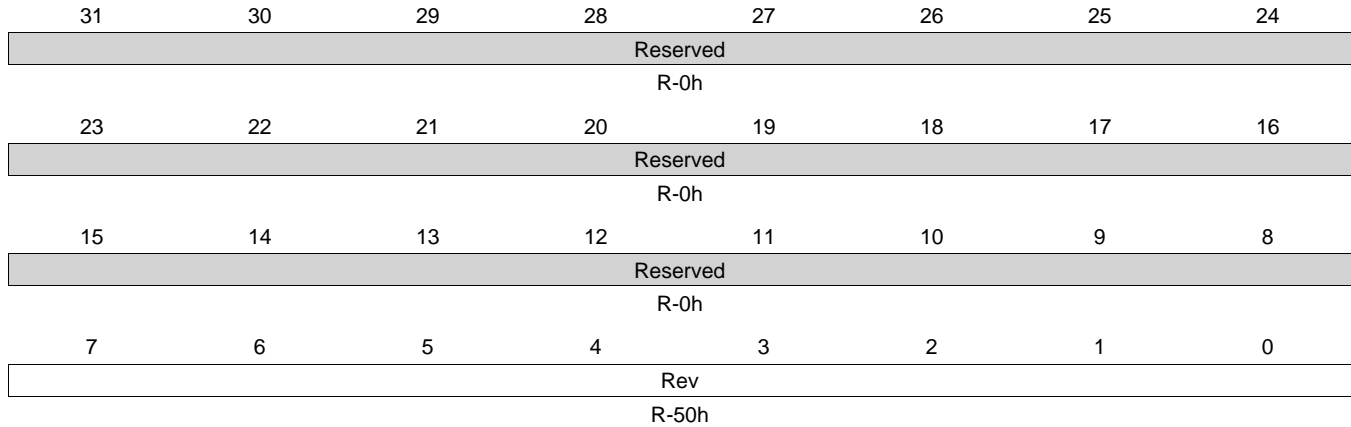 31 30 29 28 27 26 25 24
Reserved
R-0h
23 22 21 20 19 18 17 16
Reserved
R-0h
15 14 13 12 11 10 9 8
Reserved
R-0h
7 6 5 4 3 2 1 0
Rev
R-50h